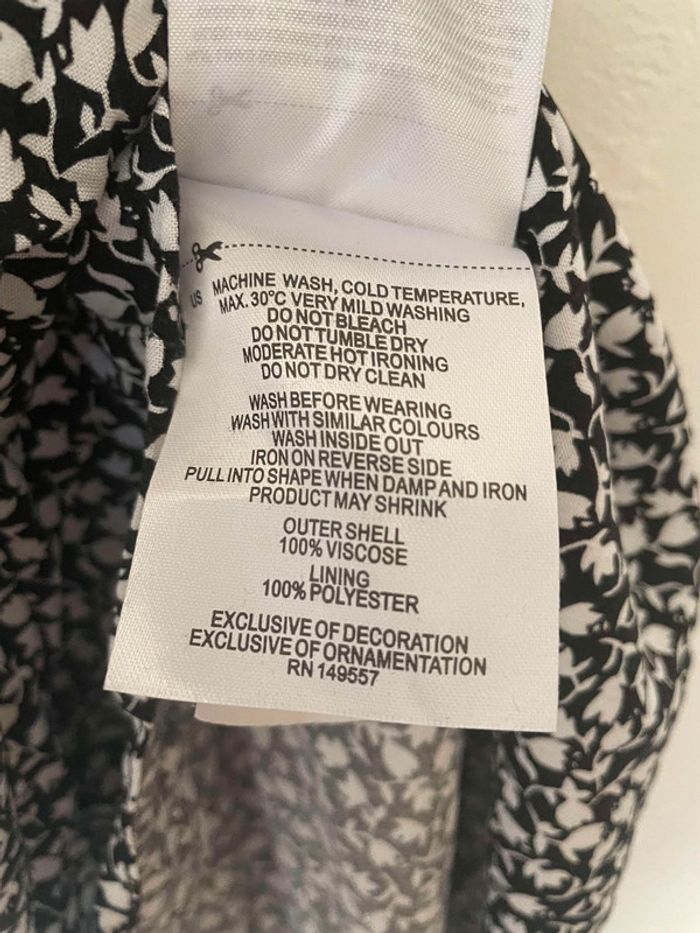 US
MACHINE WASH, COLD TEMPERATURE,
MAX. 30°C VERY MILD WASHING
DO NOT BLEACH
DO NOT TUMBLE DRY
MODERATE HOT IRONING
DO NOT DRY CLEAN
WASH BEFORE WEARING
WASH WITH SIMILAR COLOURS
WASH INSIDE OUT
IRON ON REVERSE SIDE
PULL INTO SHAPE WHEN DAMP AND IRON
PRODUCT MAY SHRINK
OUTER SHELL
100% VISCOSE
LINING
100% POLYESTER
EXCLUSIVE OF DECORATION
EXCLUSIVE OF ORNAMENTATION
RN 149557